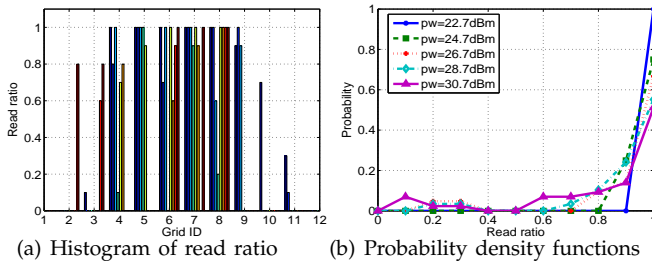 1
0.8
0.6
0.4
0.2
0
Read ratio
1 2 3 4 5 6 7 8 9 10 11 12
Grid ID
(a) Histogram of read ratio
1
0.8
0.6
0.4
0.2
0
Probability
pw=22.7dBm
pw=24.7dBm
pw=26.7dBm
pw=28.7dBm
pw=30.7dBm
0 0.2 0.4 0.6 0.8 1
Read ratio
(b) Probability density functions